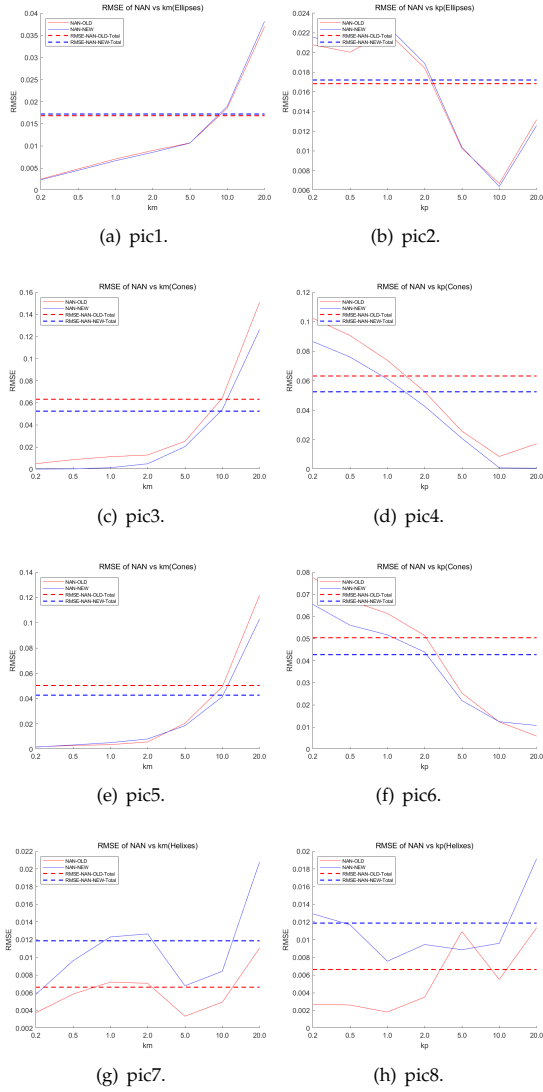 RMSE of NAN vs km(Ellipses)
NAN-OLD
NAN-NEW
RMSE-NAN-OLD-Total
RMSE-NAN-NEW-Total
0.04
0.035
0.03
0.025
0.02
0.015
0.01
0.005
0
RMSE
0.2 0.5 1.0 2.0 5.0 10.0 20.0
km
(a) pic1.
RMSE of NAN vs kp(Ellipses)
NAN-OLD
NAN-NEW
RMSE-NAN-OLD-Total
RMSE-NAN-NEW-Total
0.024
0.022
0.02
0.018
0.016
0.014
0.012
0.01
0.008
0.006
RMSE
0.2 0.5 1.0 2.0 5.0 10.0 20.0
kp
(b) pic2.
RMSE of NAN vs km(Cones)
NAN-OLD
NAN-NEW
RMSE-NAN-OLD-Total
RMSE-NAN-NEW-Total
0.16
0.14
0.12
0.1
0.08
0.06
0.04
0.02
0
RMSE
0.2 0.5 1.0 2.0 5.0 10.0 20.0
km
(c) pic3.
RMSE of NAN vs kp(Cones)
NAN-OLD
NAN-NEW
RMSE-NAN-OLD-Total
RMSE-NAN-NEW-Total
0.12
0.1
0.08
0.06
0.04
0.02
0
RMSE
0.2 0.5 1.0 2.0 5.0 10.0 20.0
kp
(d) pic4.
RMSE of NAN vs km(Cones)
NAN-OLD
NAN-NEW
RMSE-NAN-OLD-Total
RMSE-NAN-NEW-Total
0.14
0.12
0.1
0.08
0.06
0.04
0.02
0
RMSE
0.2 0.5 1.0 2.0 5.0 10.0 20.0
km
(e) pic5.
RMSE of NAN vs kp(Cones)
NAN-OLD
NAN-NEW
RMSE-NAN-OLD-Total
RMSE-NAN-NEW-Total
0.08
0.07
0.06
0.05
0.04
0.03
0.02
0.01
0
RMSE
0.2 0.5 1.0 2.0 5.0 10.0 20.0
kp
(f) pic6.
RMSE of NAN vs km(Helixes)
NAN-OLD
NAN-NEW
RMSE-NAN-OLD-Total
RMSE-NAN-NEW-Total
0.022
0.02
0.018
0.016
0.014
0.012
0.01
0.008
0.006
0.004
0.002
RMSE
0.2 0.5 1.0 2.0 5.0 10.0 20.0
km
(g) pic7.
RMSE of NAN vs kp(Helixes)
NAN-OLD
NAN-NEW
RMSE-NAN-OLD-Total
RMSE-NAN-NEW-Total
0.02
0.018
0.016
0.014
0.012
0.01
0.008
0.006
0.004
0.002
0
RMSE
0.2 0.5 1.0 2.0 5.0 10.0 20.0
kp
(h) pic8.